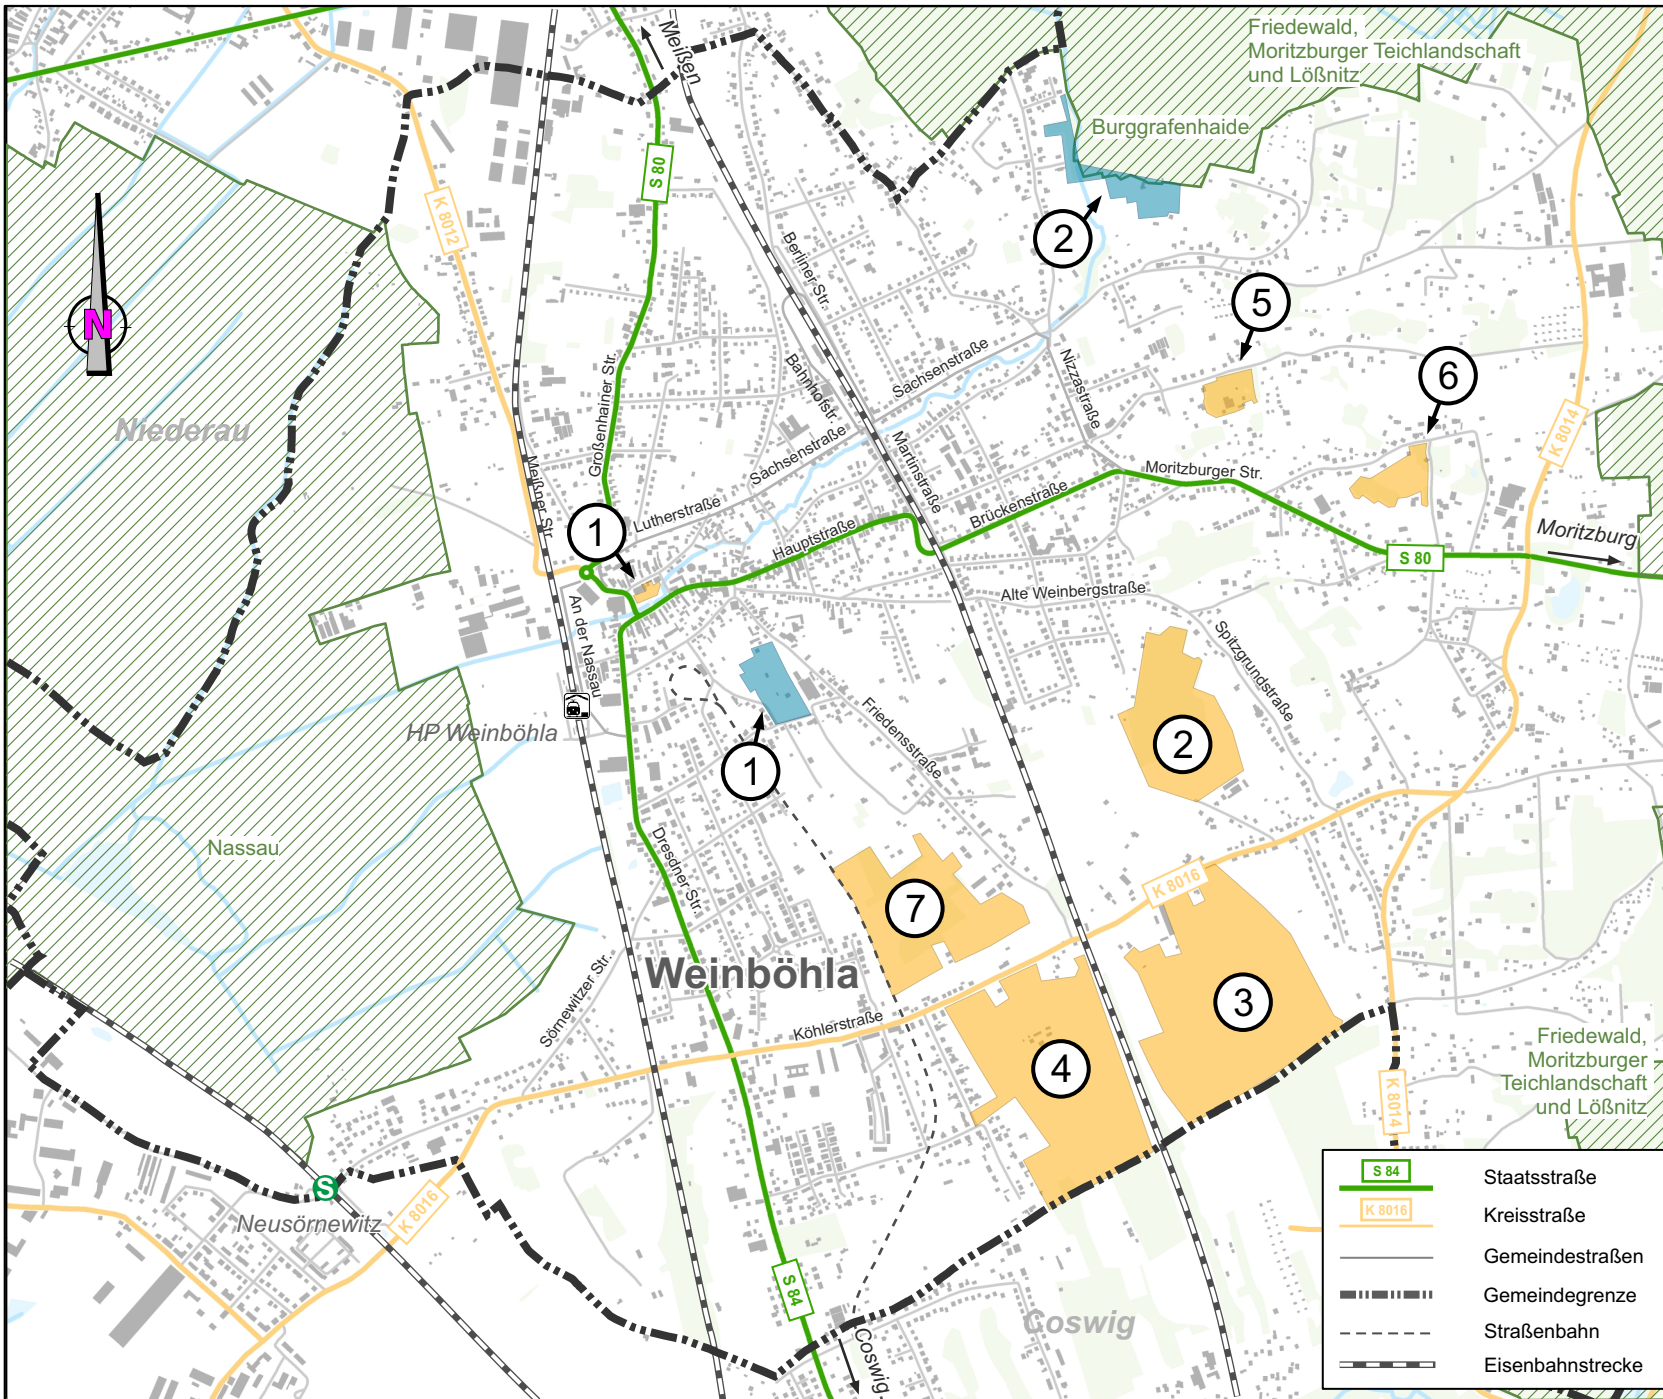 Friedewald,
Moritzburger Teichlandschaft
und Lößnitz
Meißen
Burggrafenhaide
S 80
K 8012
2
Berliner Str.
5
N
Großenhainer Str.
Bahnhofstr.
Sachsenstraße
Nizzastraße
6
Niederau
K 8014
Meißner Str.
Sachsenstraße
Martinstraße
Moritzburger Str.
Lutherstraße
Brückenstraße
1
Hauptstraße
Moritzburg
S 80
An der Nassau
Alte Weinbergstraße
Spitzgrundstraße
HP Weinböhla
Friedensstraße
2
1
Nassau
Dresdner Str.
K 8016
7
Weinböhla
Sörnewitzer Str.
Köhlerstraße
3
4
Friedewald,
Moritzburger
Teichlandschaft
und Lößnitz
K 8014
S
Neusörnewitz
K 8016
S 84
Coswig
Coswig
S 84 Staatsstraße
K 8016 Kreisstraße
Gemeindestraßen
Gemeindegrenze
Straßenbahn
Eisenbahnstrecke